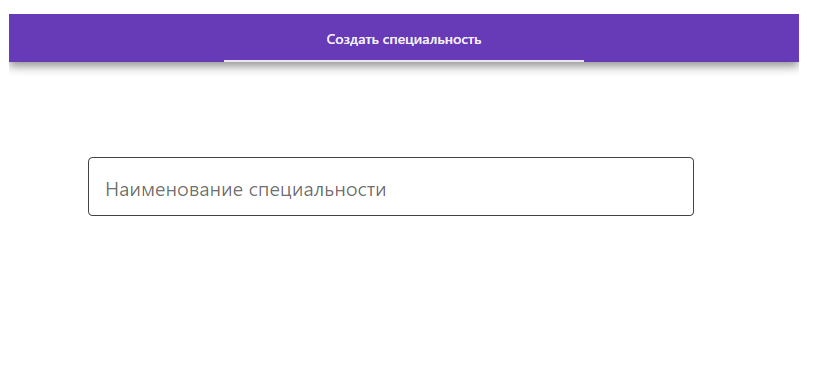 Создать специальность
Наименование специальности